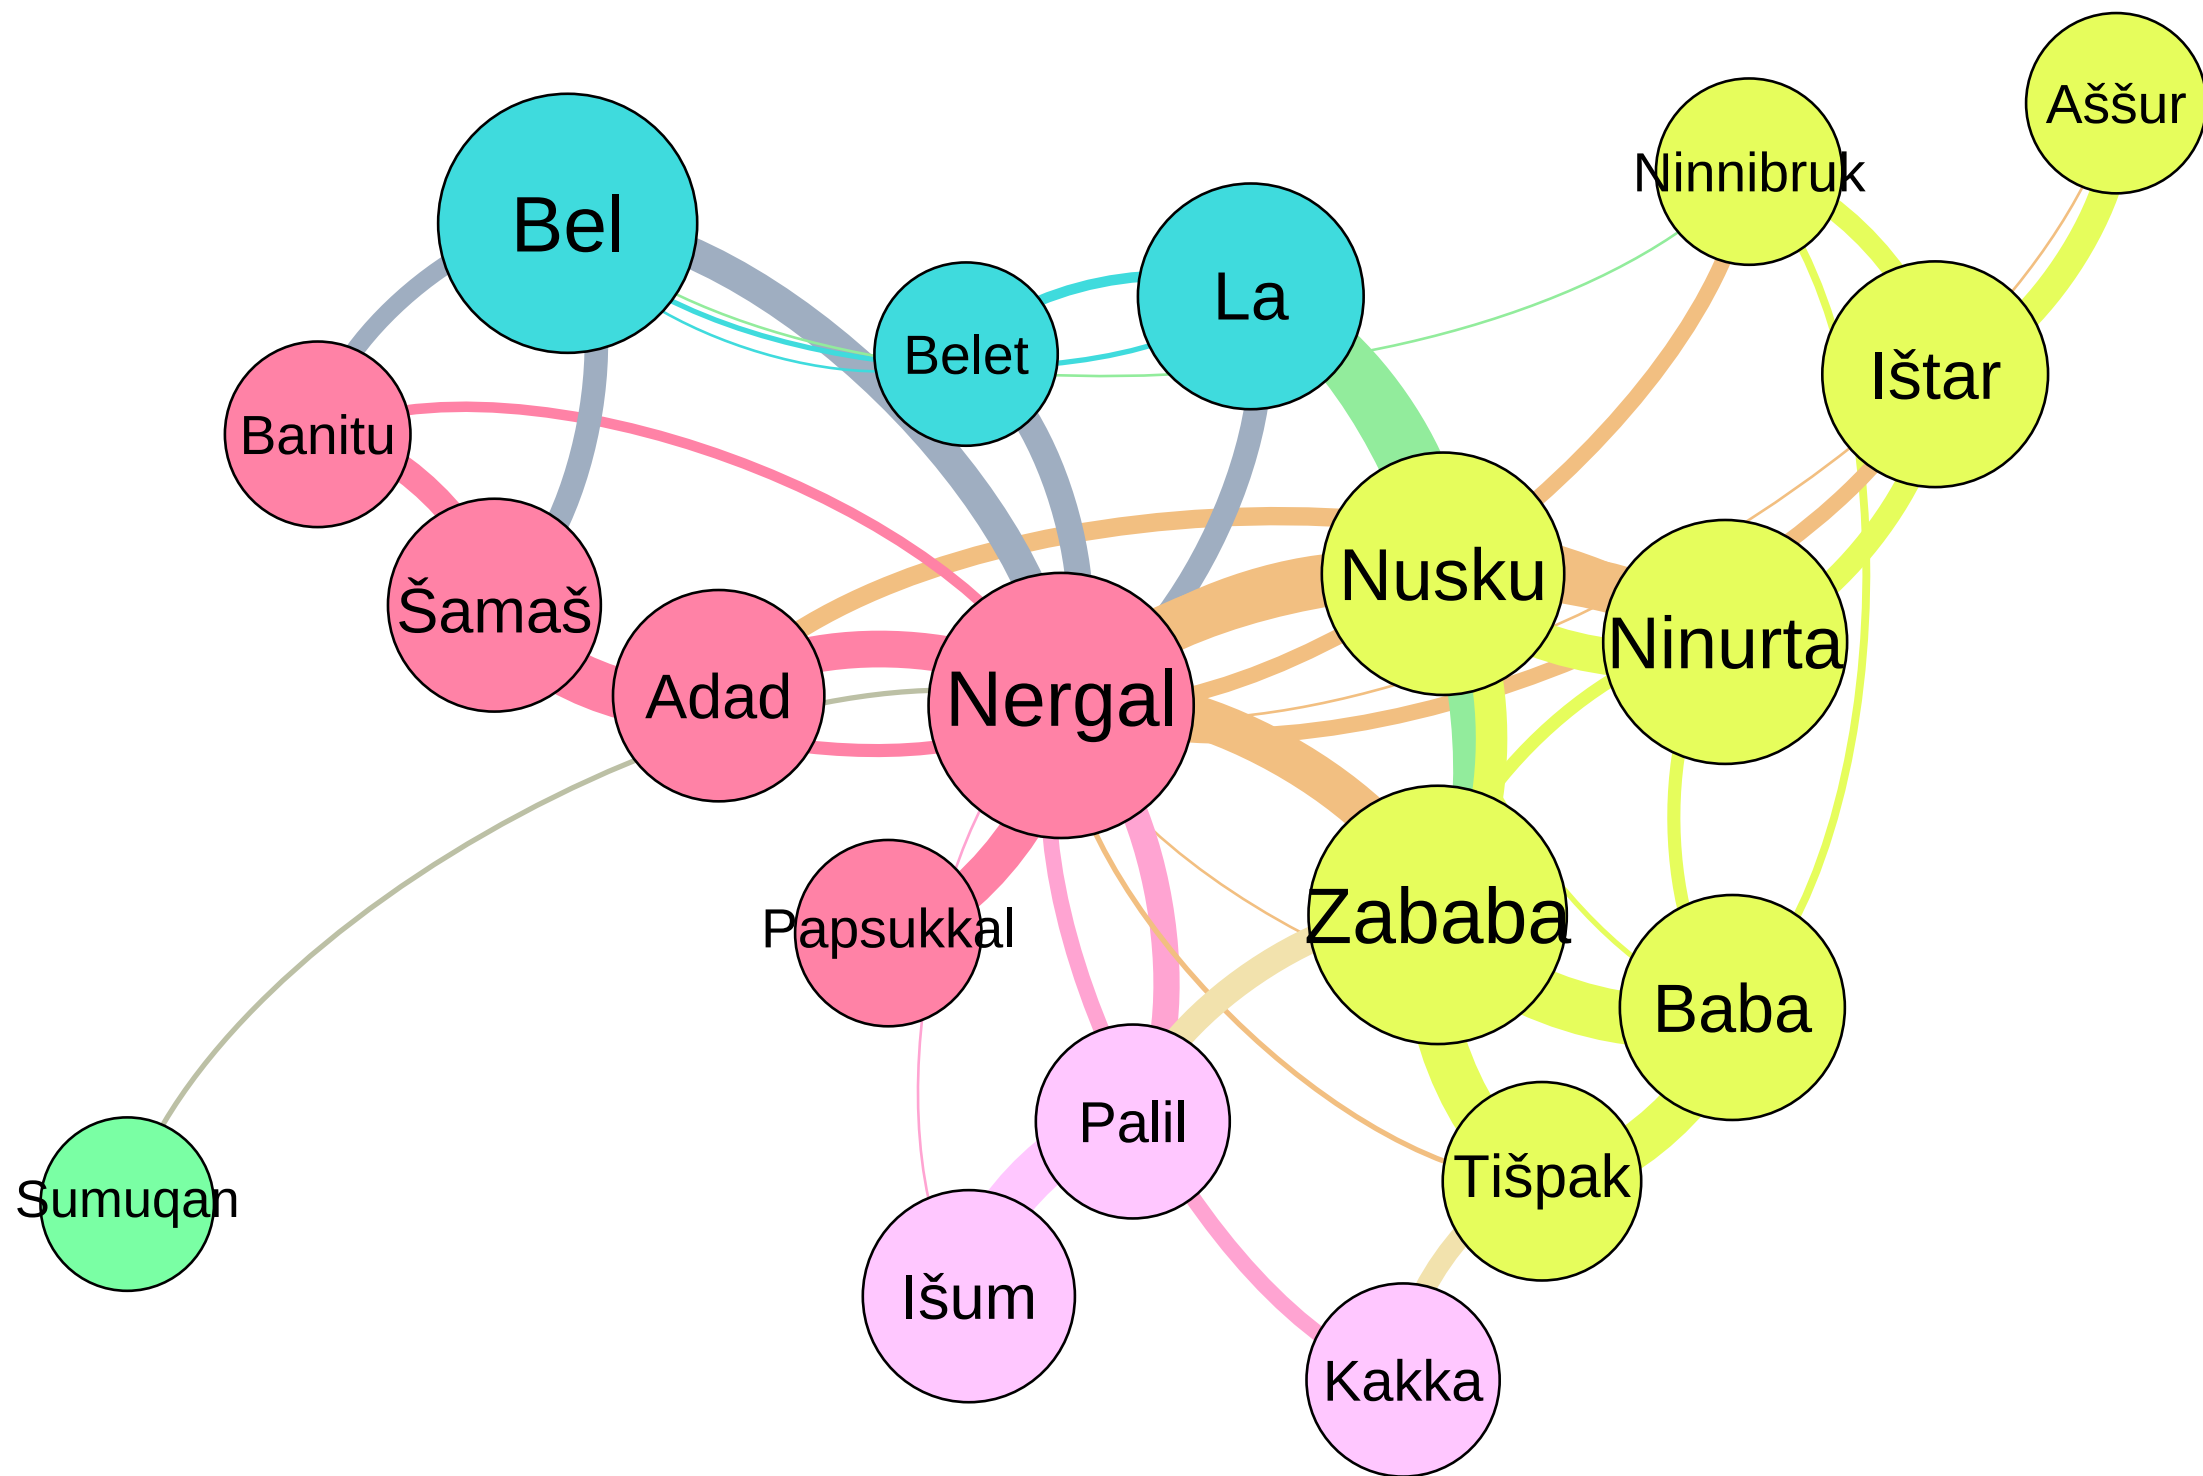 Aššur
Ninnibruk
Bel
La
Belet
Ištar
Banitu
Nusku
Šamaš
Ninurta
Adad
Nergal
Zababa
Papsukkal
Baba
Palil
Tišpak
Sumuqan
Išum
Kakka